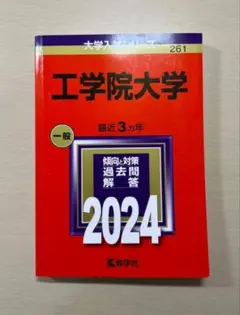 大学入試シリーズ
261
工学院大学
最近3ヵ年
一般
傾向と対策
過去問
解答
2024
教学社